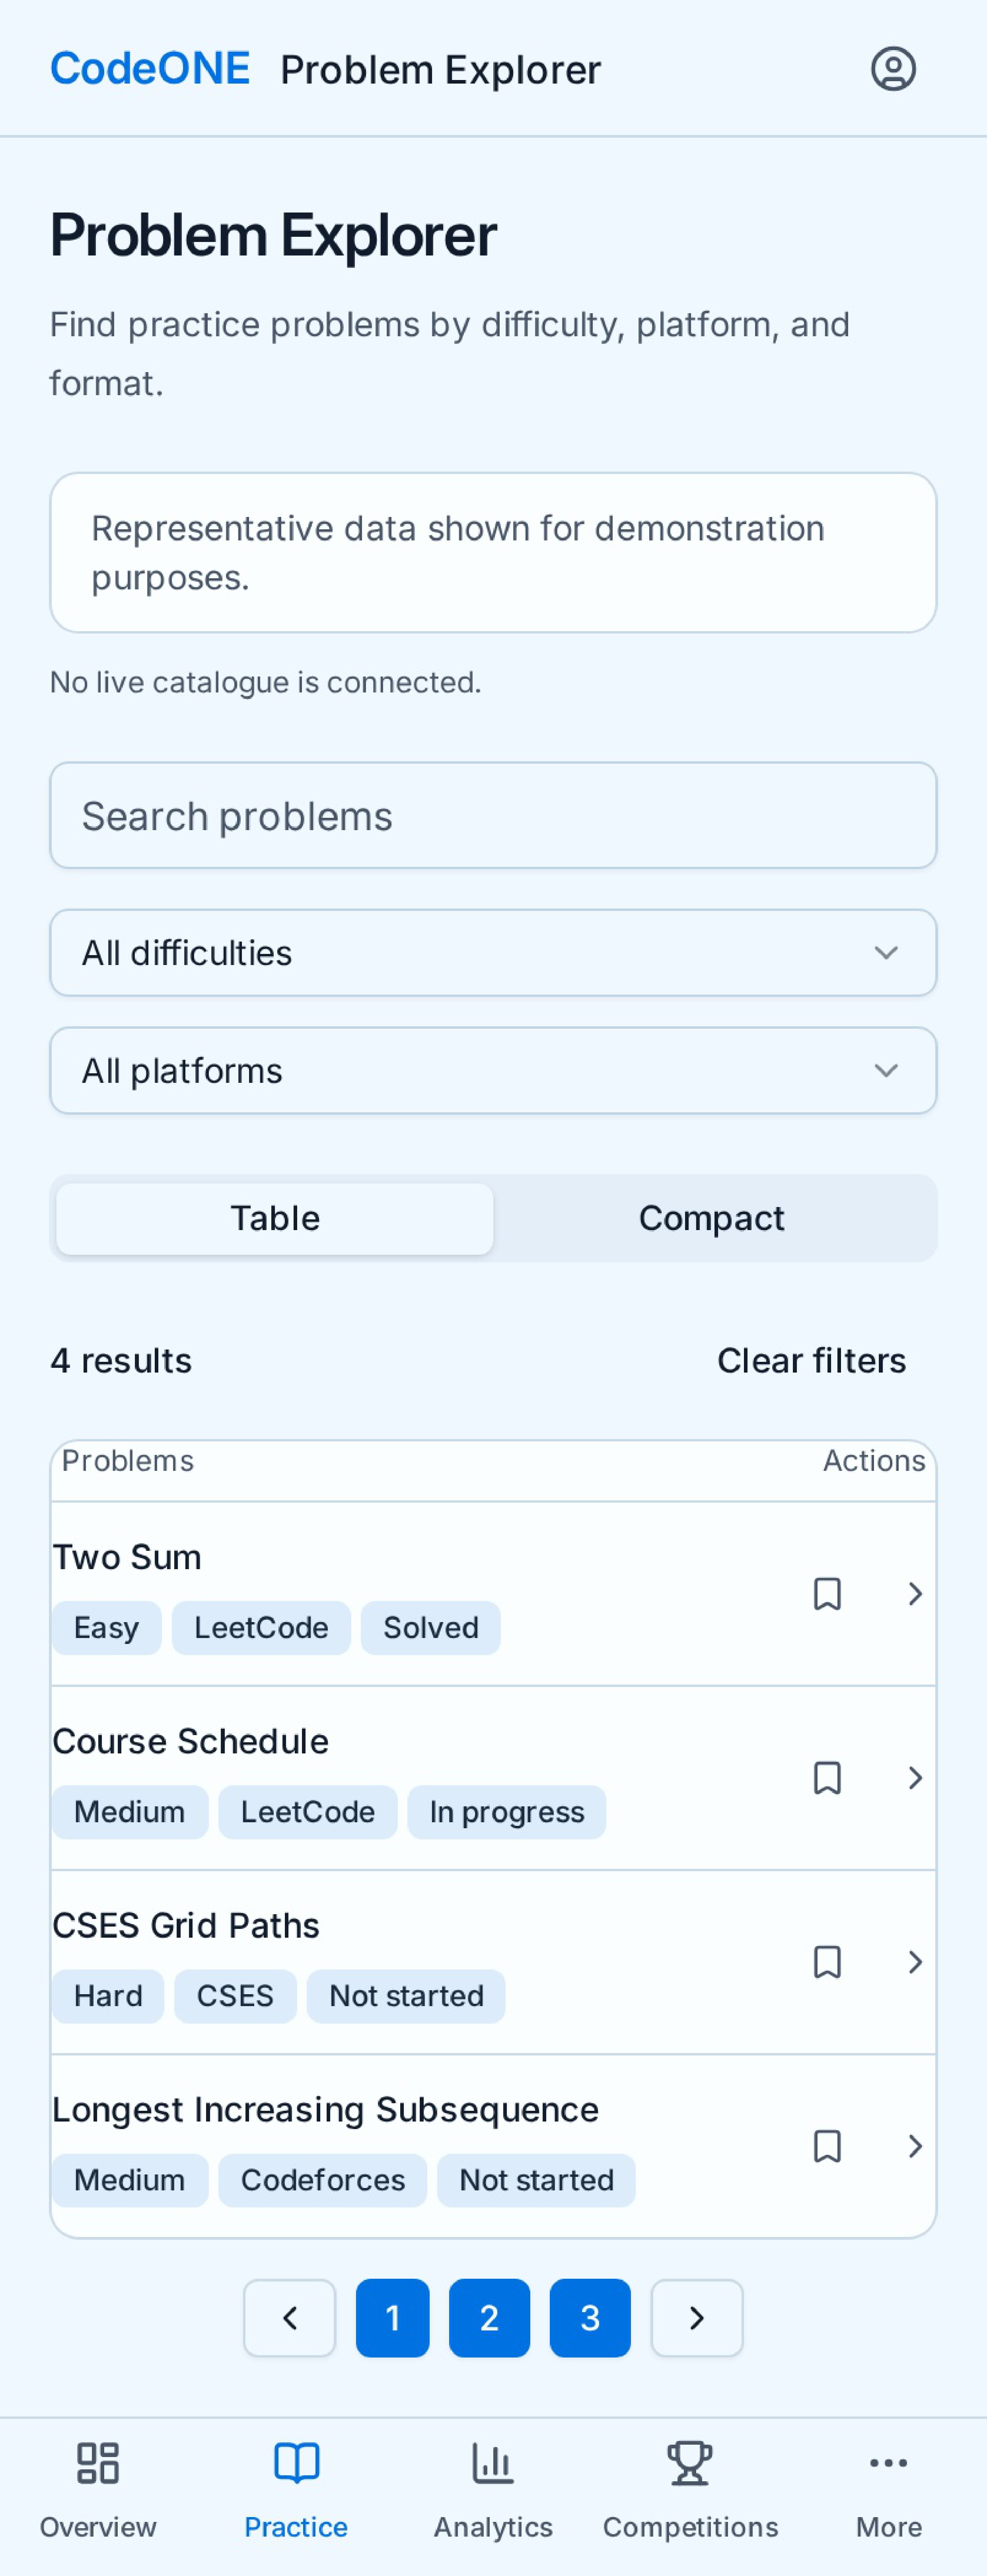 CodeONE Problem Explorer
Problem Explorer
Find practice problems by difficulty, platform, and
format.
Representative data shown for demonstration
purposes.
No live catalogue is connected.
Search problems
All difficulties
All platforms
Table Compact
4 results Clear filters
Problems Actions
Two Sum
Easy LeetCode Solved
Course Schedule
Medium LeetCode In progress
CSES Grid Paths
Hard CSES Not started
Longest Increasing Subsequence
Medium Codeforces Not started
1 2 3
Overview Practice Analytics Competitions More